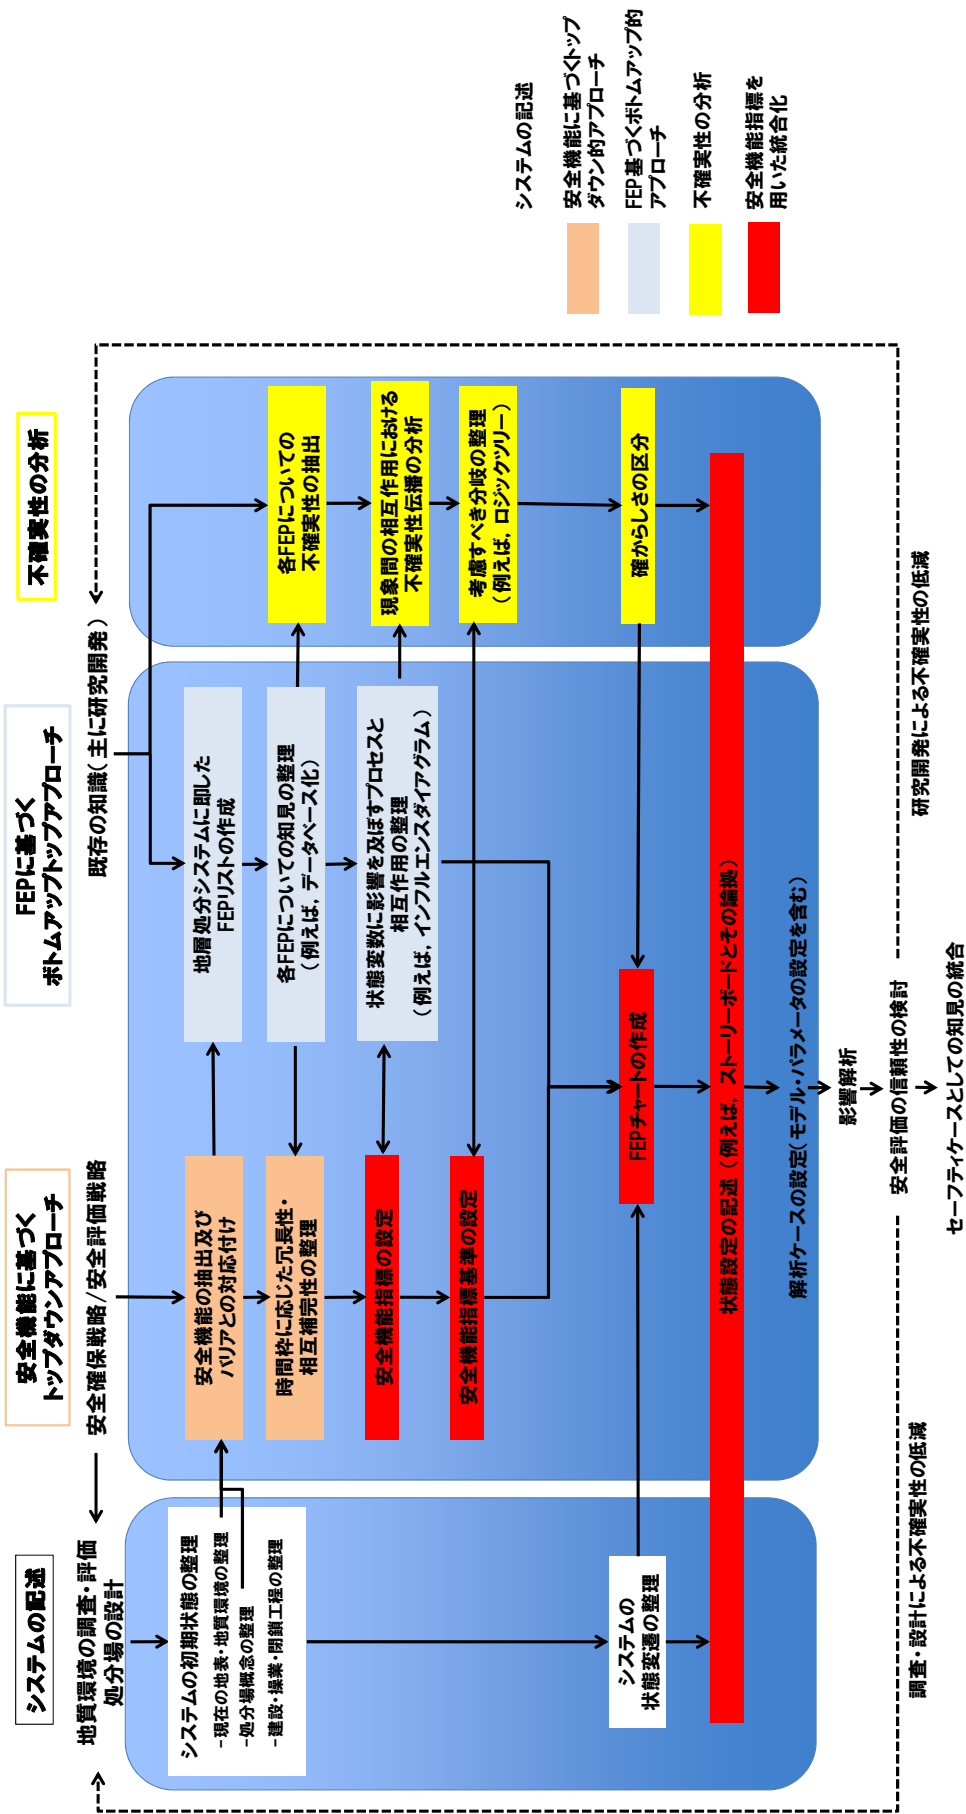 システムの記述
安全機能に基づく
トップダウンアプローチ
FEPに基づく
ボトムアップトップアプローチ
不確実性の分析
地質環境の調査・評価
処分場の設計
安全確保戦略/安全評価戦略
既存の知識(主に研究開発)
システムの初期状態の整理
-現在の地表・地質環境の整理
-処分場概念の整理
-建設・操業・閉鎖工程の整理
安全機能の抽出及び
バリアとの対応付け
時間枠に応じた冗長性・
相互補完性の整理
安全機能指標の設定
安全機能指標基準の設定
地層処分システムに即した
FEPリストの作成
各FEPについての知見の整理
(例えば,データベース化)
状態変数に影響を及ぼすプロセスと
相互作用の整理
(例えば,インフルエンスダイアグラム)
各FEPについての
不確実性の抽出
現象間の相互作用における
不確実性伝播の分析
考慮すべき分岐の整理
(例えば,ロジックツリー)
システムの
状態変遷の整理
FEPチャートの作成
確からしさの区分
状態設定の記述(例えば,ストーリーボードとその論拠)
解析ケースの設定(モデル・パラメータの設定を含む)
影響解析
安全評価の信頼性の検討
調査・設計による不確実性の低減
研究開発による不確実性の低減
セーフティケースとしての知見の統合
システムの記述
安全機能に基づくトップ
ダウン的アプローチ
FEP基づくボトムアップ的
アプローチ
不確実性の分析
安全機能指標を
用いた統合化